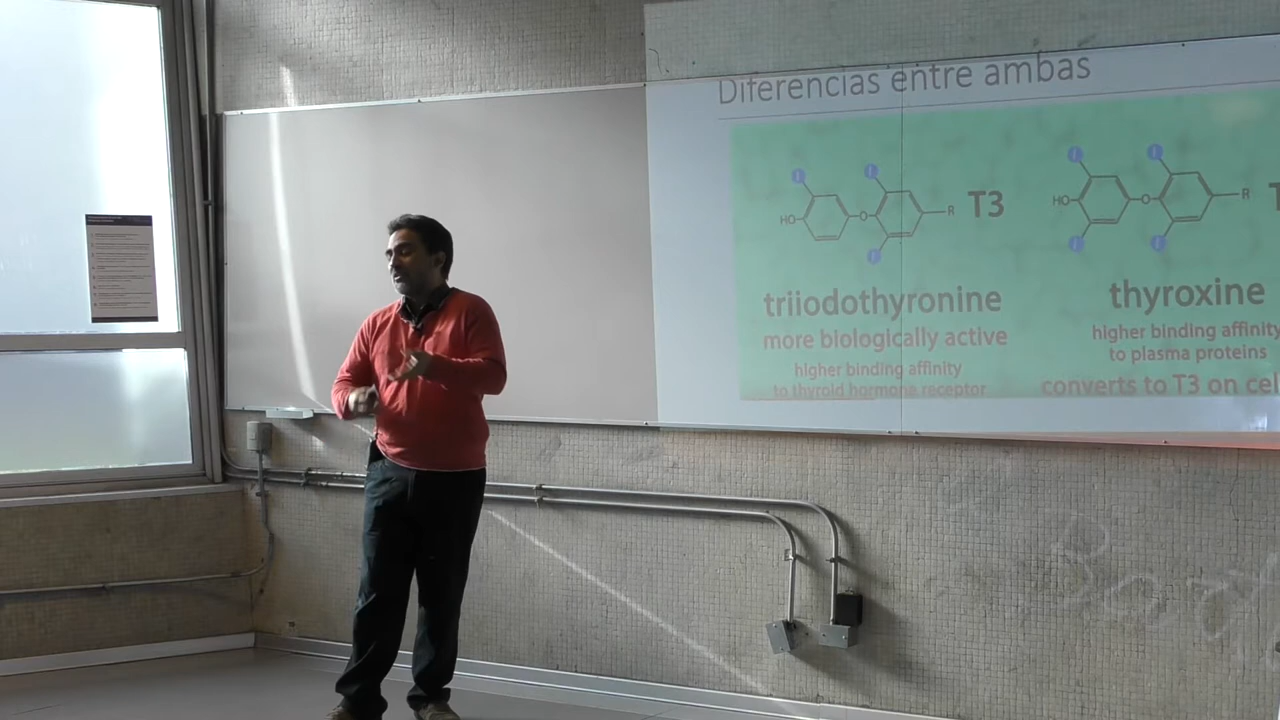 Diferencias entre ambas
I
I
HO
O
R
I
T3
I
I
HO
O
R
I
I
triiodothyronine
more biologically active
higher binding affinity
to thyroid hormone receptor
thyroxine
higher binding affinity
to plasma proteins
converts to T3 on cel